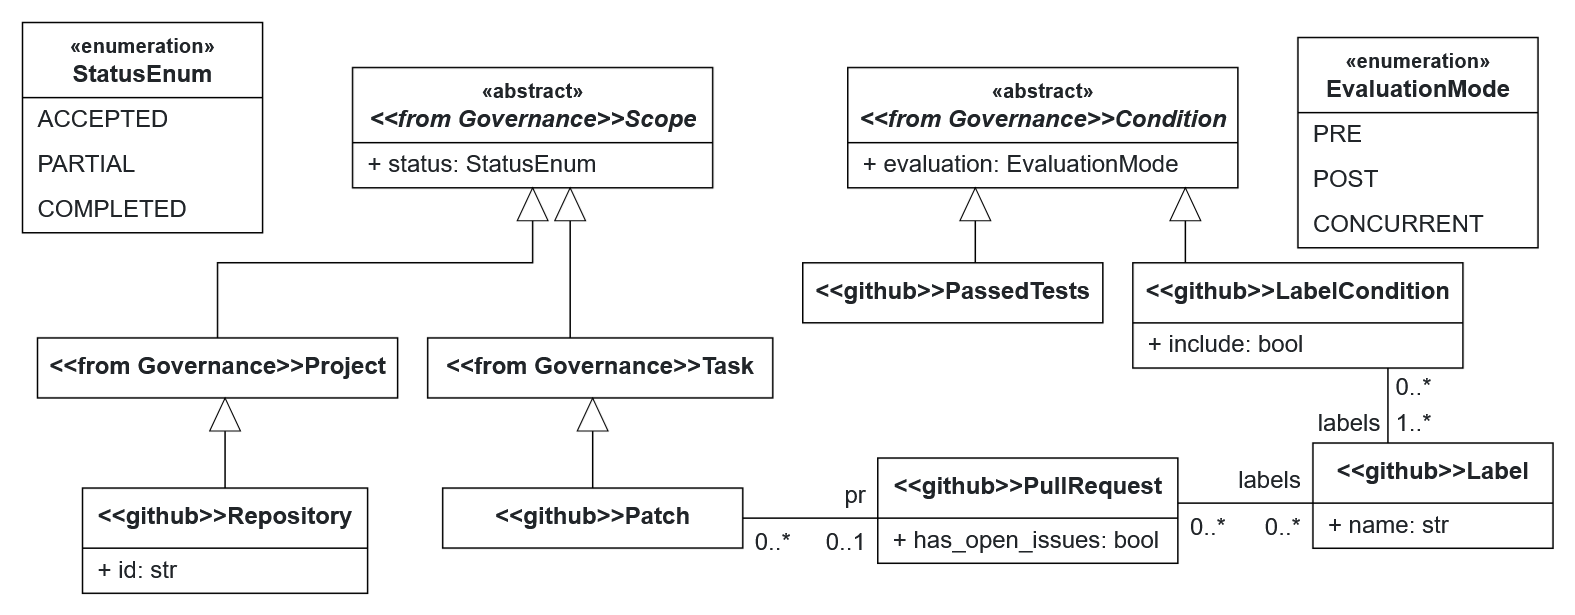 «enumeration»
StatusEnum
ACCEPTED
PARTIAL
COMPLETED
«abstract»
<<from Governance>>Scope
+ status: StatusEnum
«abstract»
<<from Governance>>Condition
+ evaluation: EvaluationMode
«enumeration»
EvaluationMode
PRE
POST
CONCURRENT
<<github>>PassedTests
<<github>>LabelCondition
+ include: bool
<<from Governance>>Project
<<from Governance>>Task
0..*
labels
1..*
<<github>>Repository
+ id: str
<<github>>Patch
pr
0..*
0..1
<<github>>PullRequest
+ has_open_issues: bool
labels
0..*
0..*
<<github>>Label
+ name: str